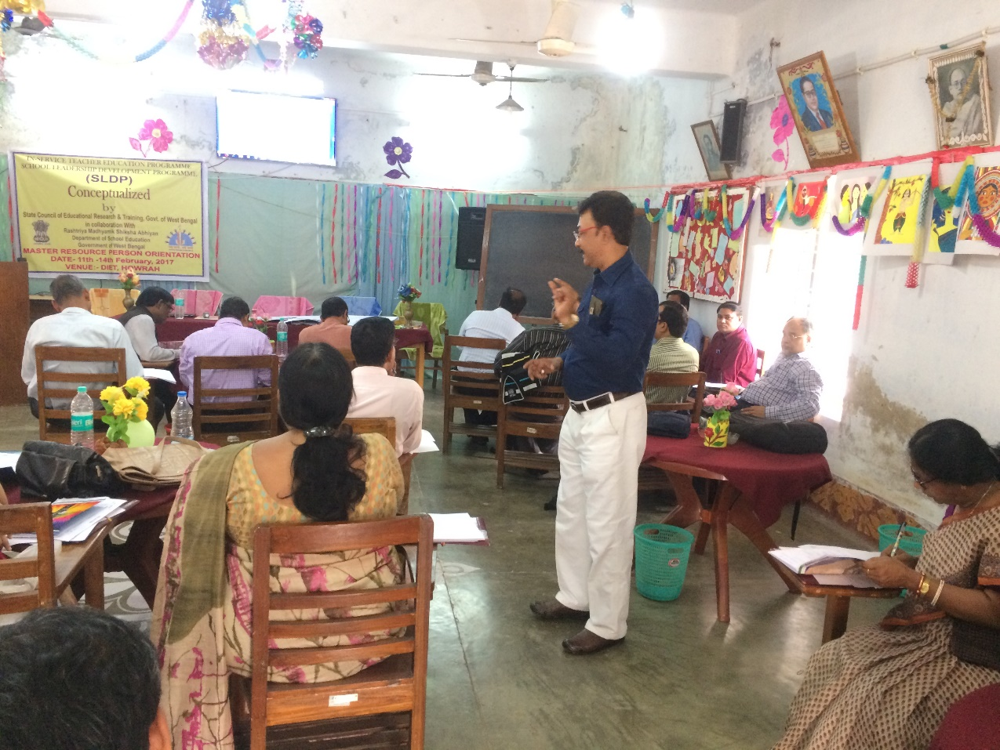 IN-SERVICE TEACHER EDUCATION PROGRAMME
SCHOOL LEADERSHIP DEVELOPMENT PROGRAMME
(SLDP)
Conceptualized
by
State Council of Educational Research & Training, Govt. of West Bengal
in collaboration With
Rashtriya Madhyamik Shiksha Abhiyan
Department of School Education
Government of West Bengal
MASTER RESOURCE PERSON ORIENTATION
DATE:- 11th -14th February, 2017
VENUE:- DIET, HOWRAH